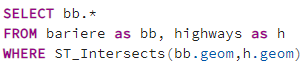 SELECT bb.*
FROM bariere as bb, highways as h
WHERE ST_Intersects(bb.geom,h.geom)